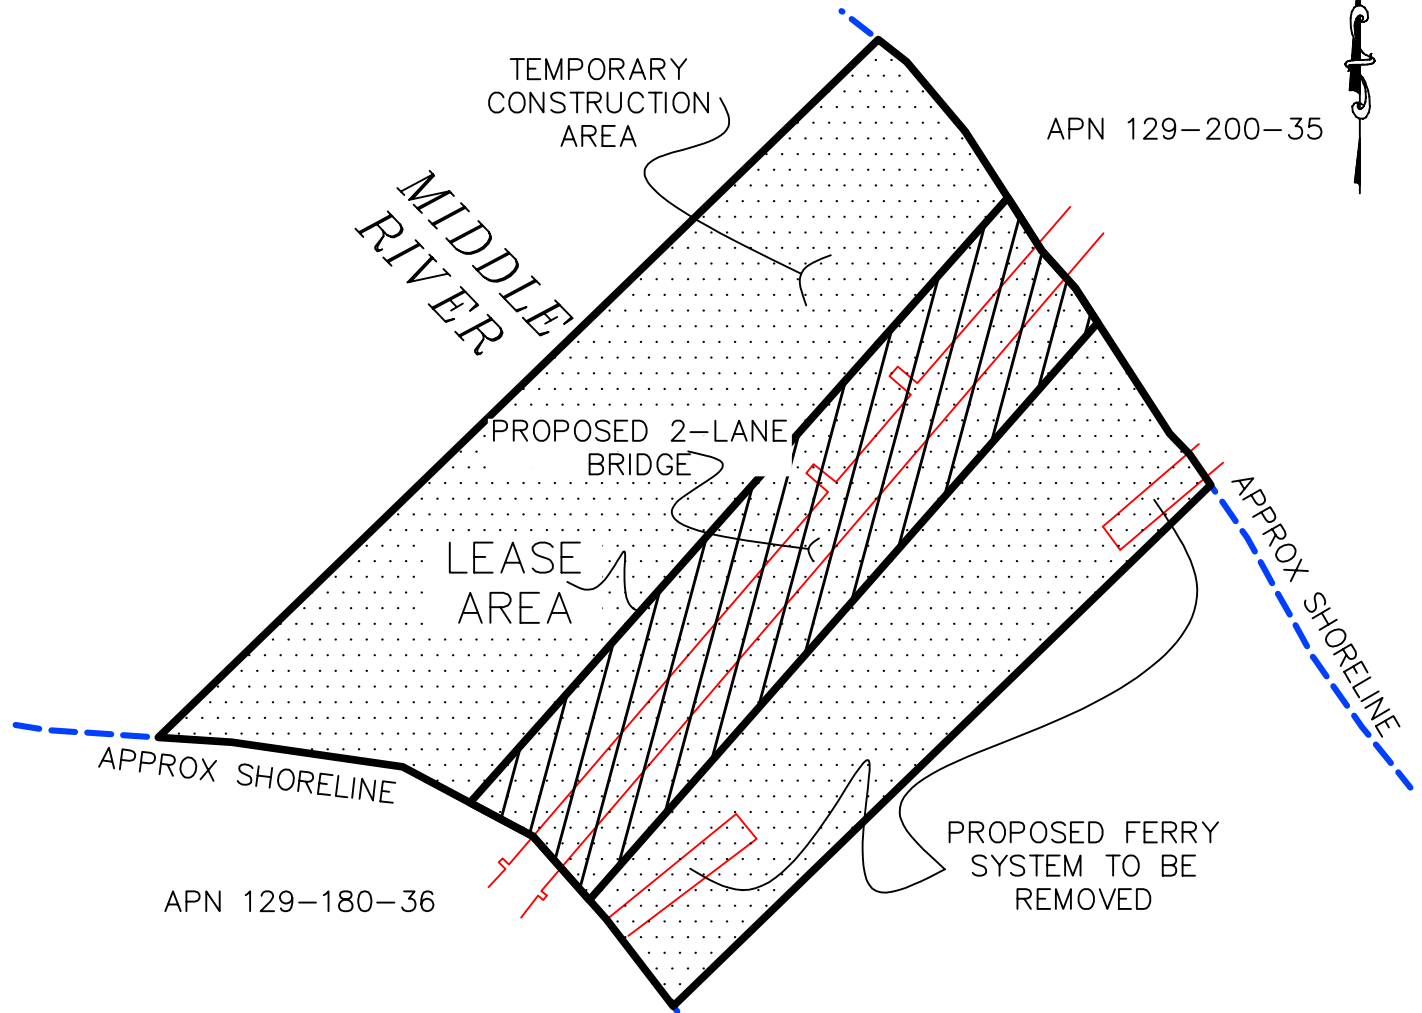 TEMPORARY
CONSTRUCTION
AREA
APN 129-200-35
MIDDLE
RIVER
PROPOSED 2-LANE
BRIDGE
LEASE
AREA
APPROX SHORELINE
APPROX SHORELINE
APN 129-180-36
PROPOSED FERRY
SYSTEM TO BE
REMOVED